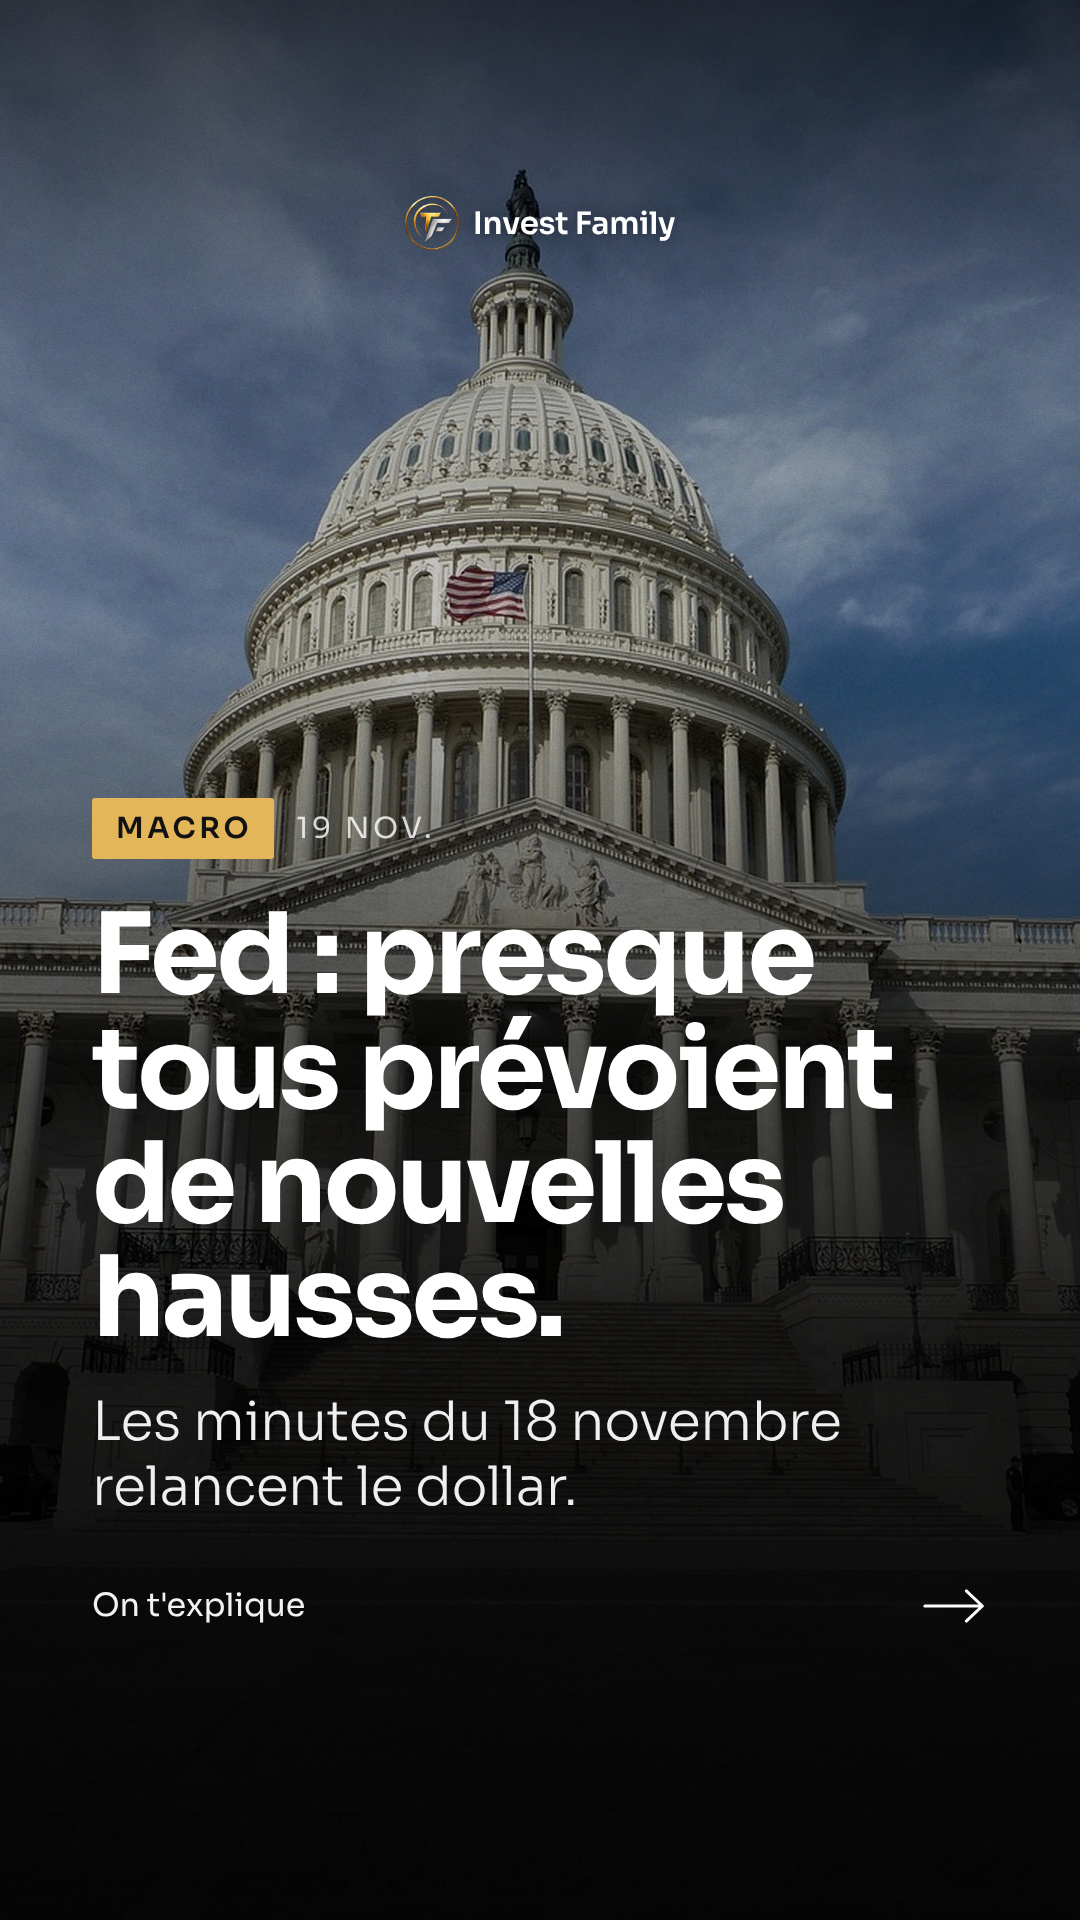 Invest Family
MACRO 19 NOV.
Fed : presque
tous prévoient
de nouvelles
hausses.
Les minutes du 18 novembre
relancent le dollar.
On t'explique